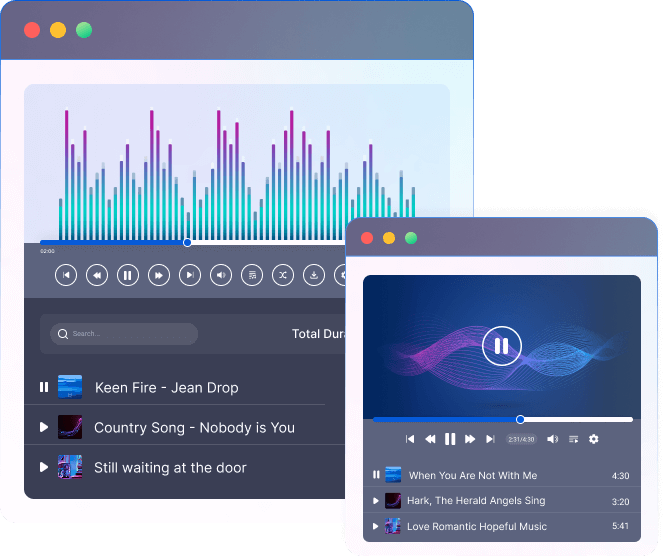 02:00
Search...
Total Dura
Keen Fire - Jean Drop
Country Song - Nobody is You
Still waiting at the door
2:31/4:30
When You Are Not With Me 4:30
Hark, The Herald Angels Sing 3:20
Love Romantic Hopeful Music 5:41